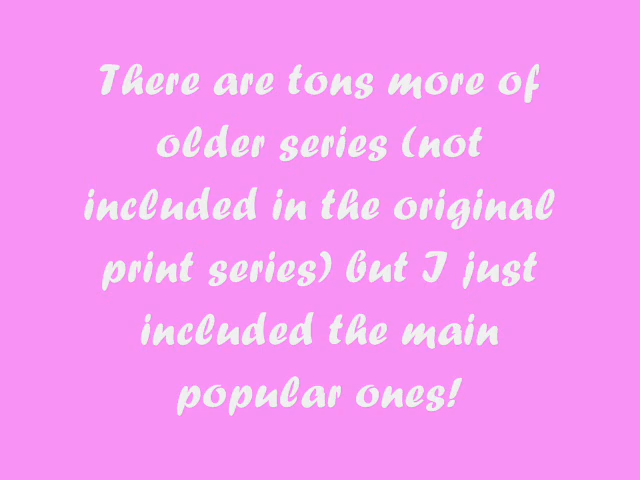 There are tons more of
older series (not
included in the original
print series) but I just
included the main
popular ones!